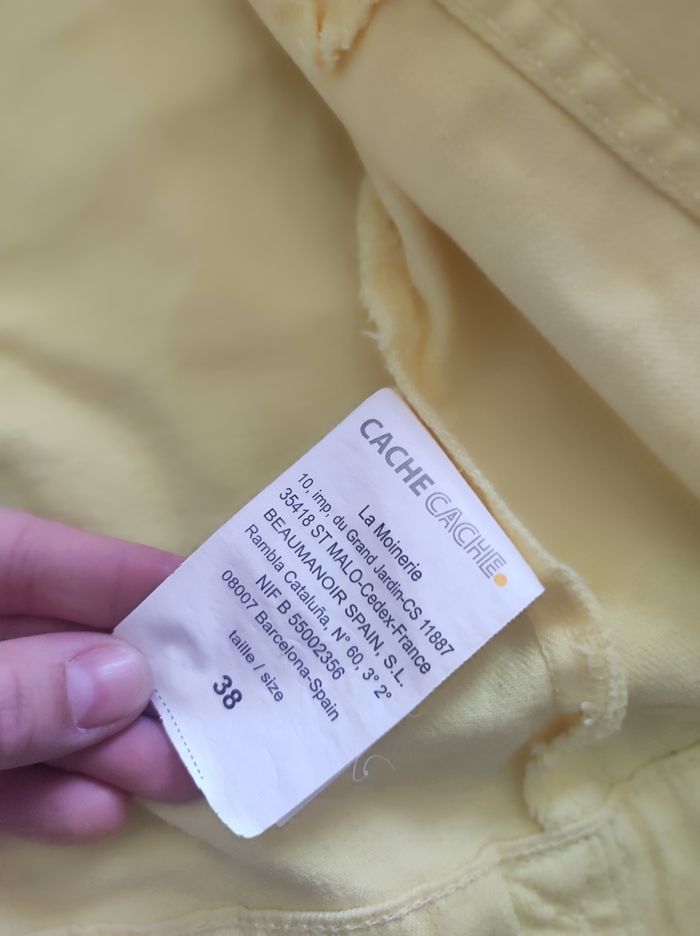 CACHE CACHE
La Moinerie
10, imp. du Grand Jardin-CS 11887
35418 ST MALO-Cedex-France
BEAUMANOIR SPAIN, S.L.
Rambla Cataluña, N° 60, 3° 2°
NIF B 55002356
08007 Barcelona-Spain
taille / size
38